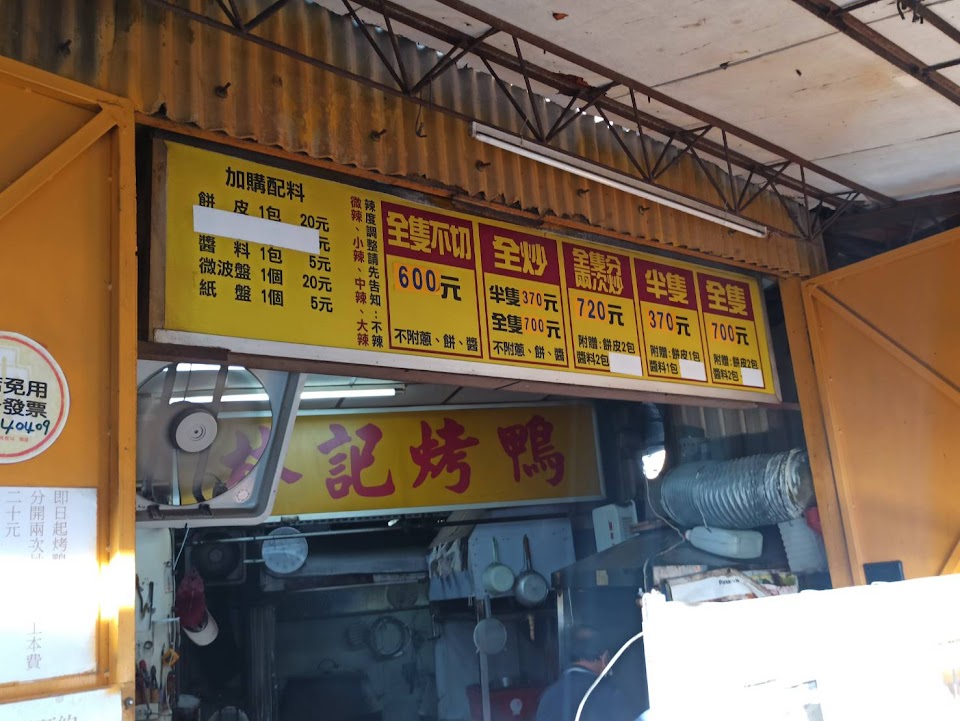 加購配料
餅 皮 1包 20元
元
醬 料 1包 5元
微波盤 1個 20元
紙 盤 1個 5元
辣度調整請先告知:不辣
微辣、小辣、中辣、大辣
全隻不切
600元
不附蔥、餅、醬
全炒
半隻370元
全隻700元
不附蔥、餅、醬
全隻分
兩次炒
720元
附贈:餅皮2包
醬料2包
半隻
370元
附贈:餅皮1包
醬料1包
全隻
700元
附贈:餅皮2包
醬料2包
記烤鴨
免用
發票
40409
即日起烤鴨
分開兩次
二十元
本費